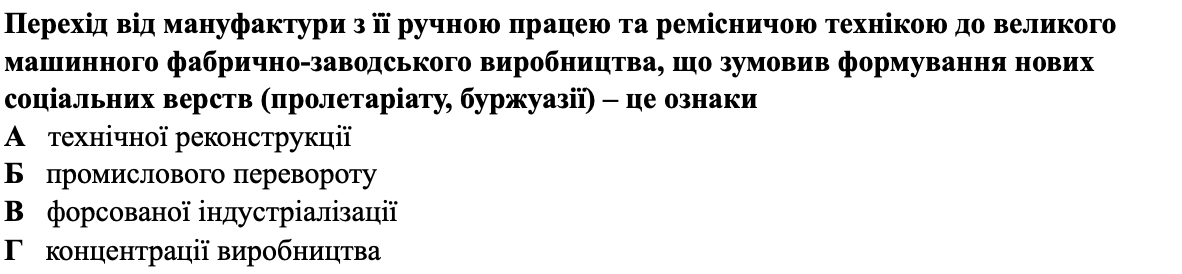 Перехід від мануфактури з її ручною працею та ремісничою технікою до великого
машинного фабрично-заводського виробництва, що зумовив формування нових
соціальних верств (пролетаріату, буржуазії) – це ознаки
А технічної реконструкції
Б промислового перевороту
В форсованої індустріалізації
Г концентрації виробництва